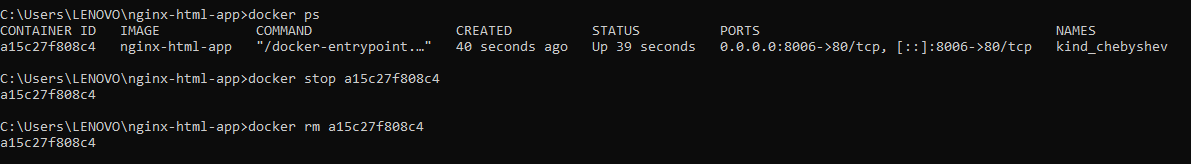 C:\Users\LENOVO\nginx-html-app>docker ps
CONTAINER ID   IMAGE            COMMAND                  CREATED          STATUS          PORTS                                     NAMES
a15c27f808c4   nginx-html-app   "/docker-entrypoint.…"   40 seconds ago   Up 39 seconds   0.0.0.0:8006->80/tcp, [::]:8006->80/tcp   kind_chebyshev
C:\Users\LENOVO\nginx-html-app>docker stop a15c27f808c4
a15c27f808c4
C:\Users\LENOVO\nginx-html-app>docker rm a15c27f808c4
a15c27f808c4